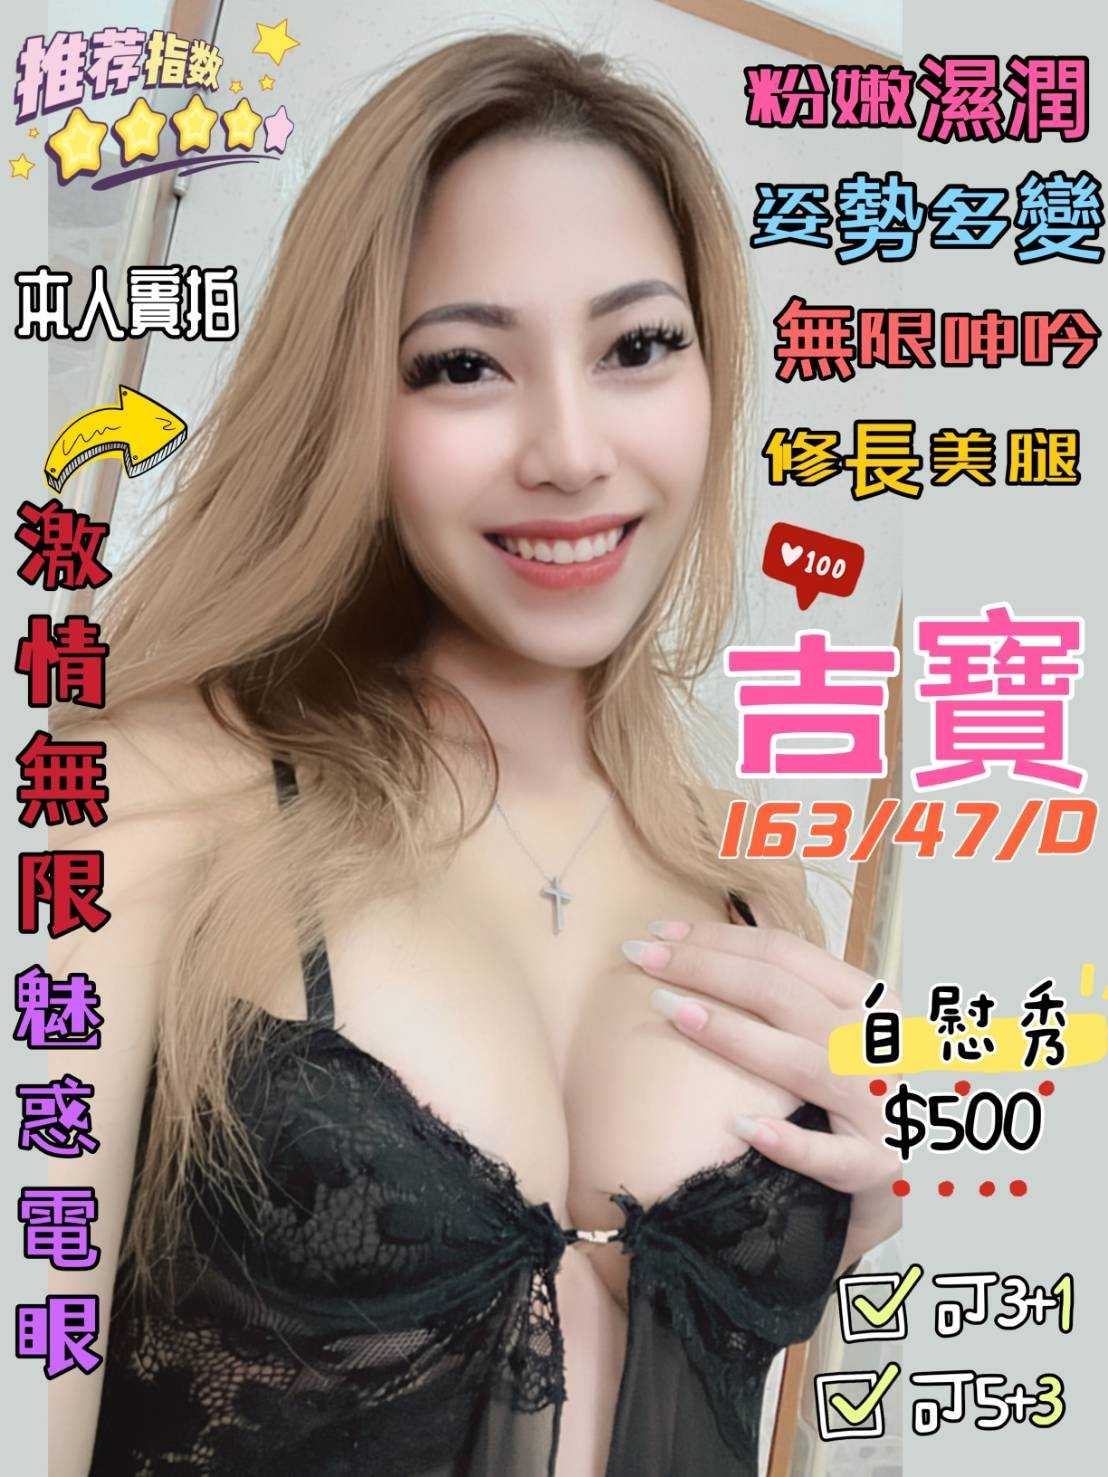 推荐指数
本人實拍
激情無限
魅惑電眼
粉嫩濕潤
姿勢多變
無限呻吟
修長美腿
100
吉寶
163/47/D
自慰秀
$500
可3+1
可5+3